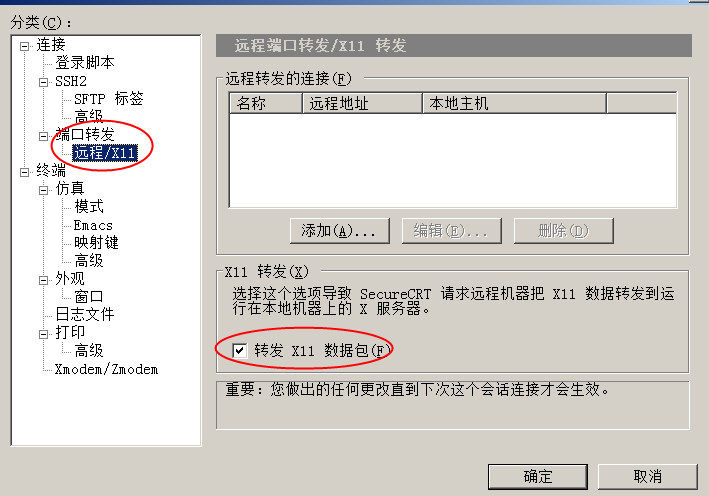 分类(C):
连接
登录脚本
SSH2
SFTP 标签
高级
端口转发
远程/X11
终端
仿真
模式
Emacs
映射键
高级
外观
窗口
日志文件
打印
高级
Xmodem/Zmodem
远程端口转发/X11 转发
远程转发的连接(F)
名称 远程地址 本地主机
添加(A)... 编辑(E)... 删除(D)
X11 转发(X)
选择这个选项导致 SecureCRT 请求远程机器把 X11 数据转发到运
行在本地机器上的 X 服务器。
转发 X11 数据包(F)
重要：您做出的任何更改直到下次这个会话连接才会生效。
确定 取消